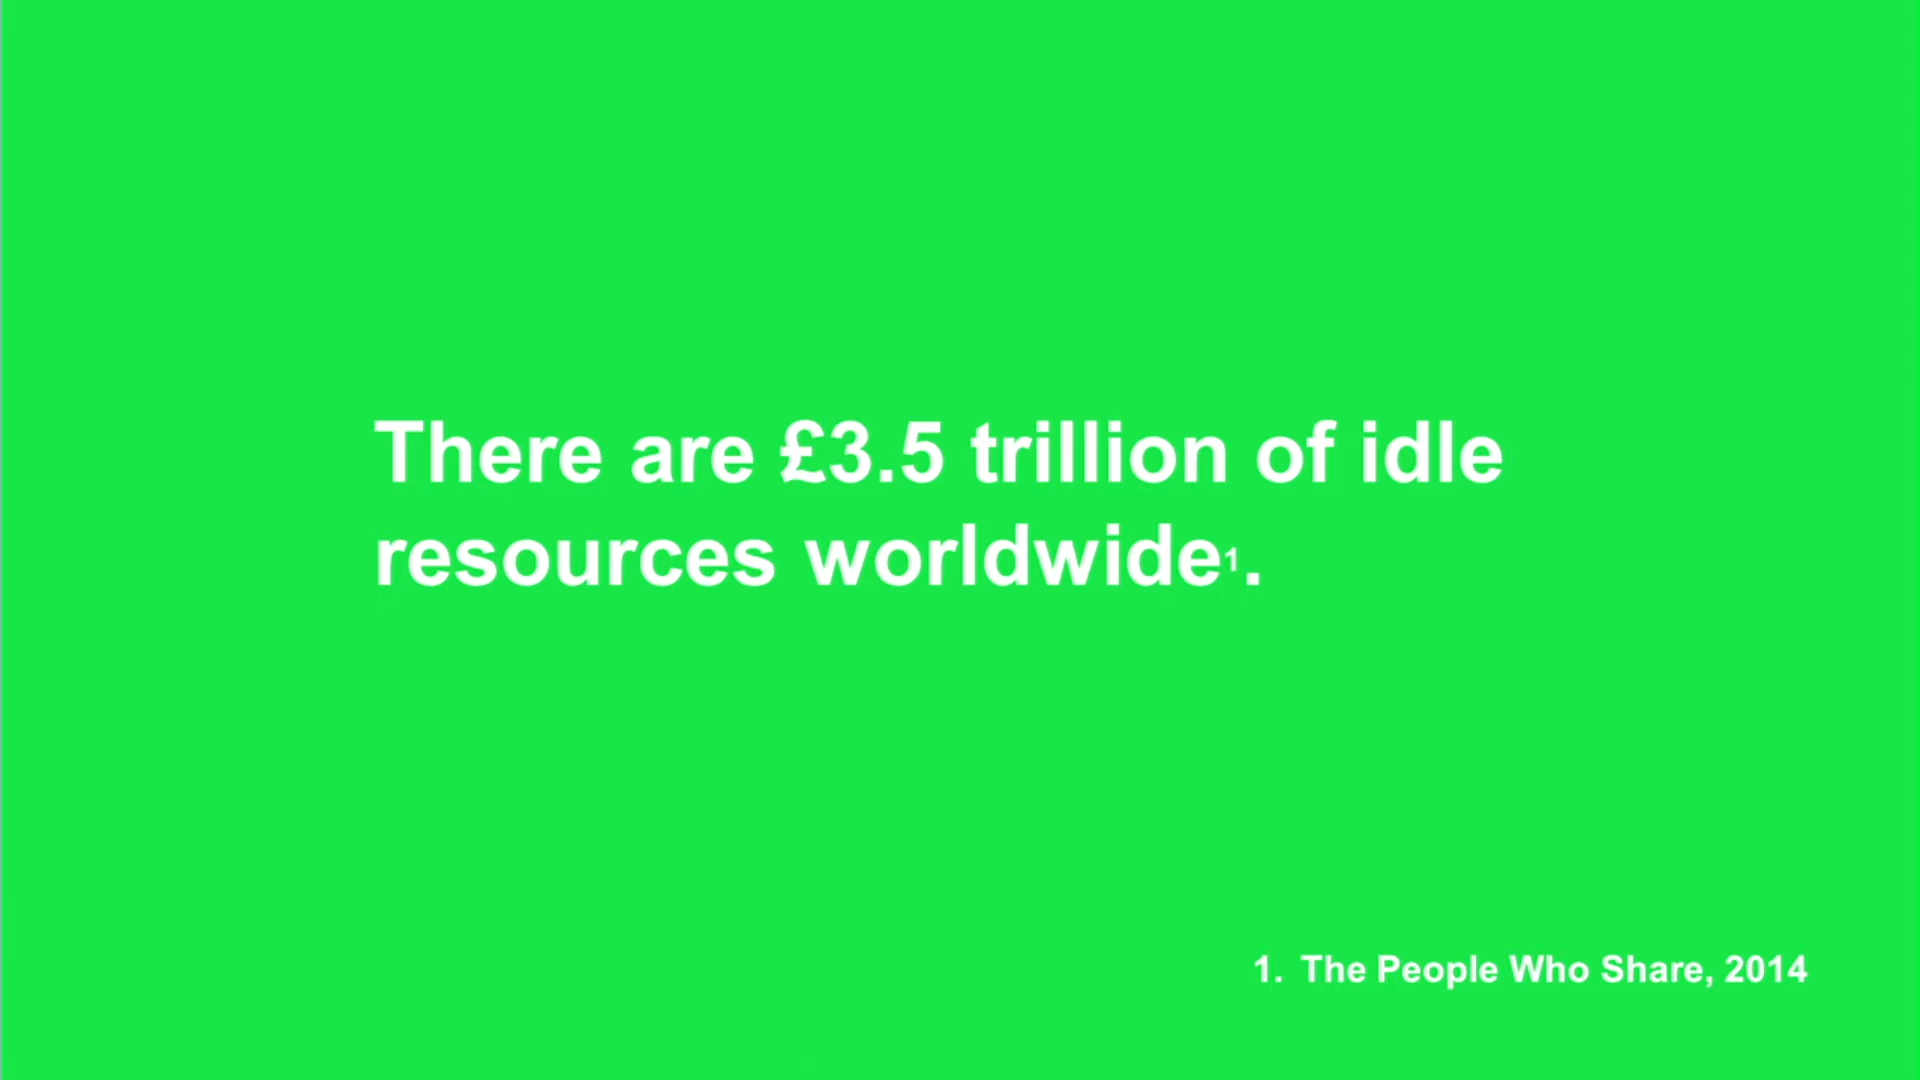 There are £3.5 trillion of idle
resources worldwide¹.
1. The People Who Share, 2014